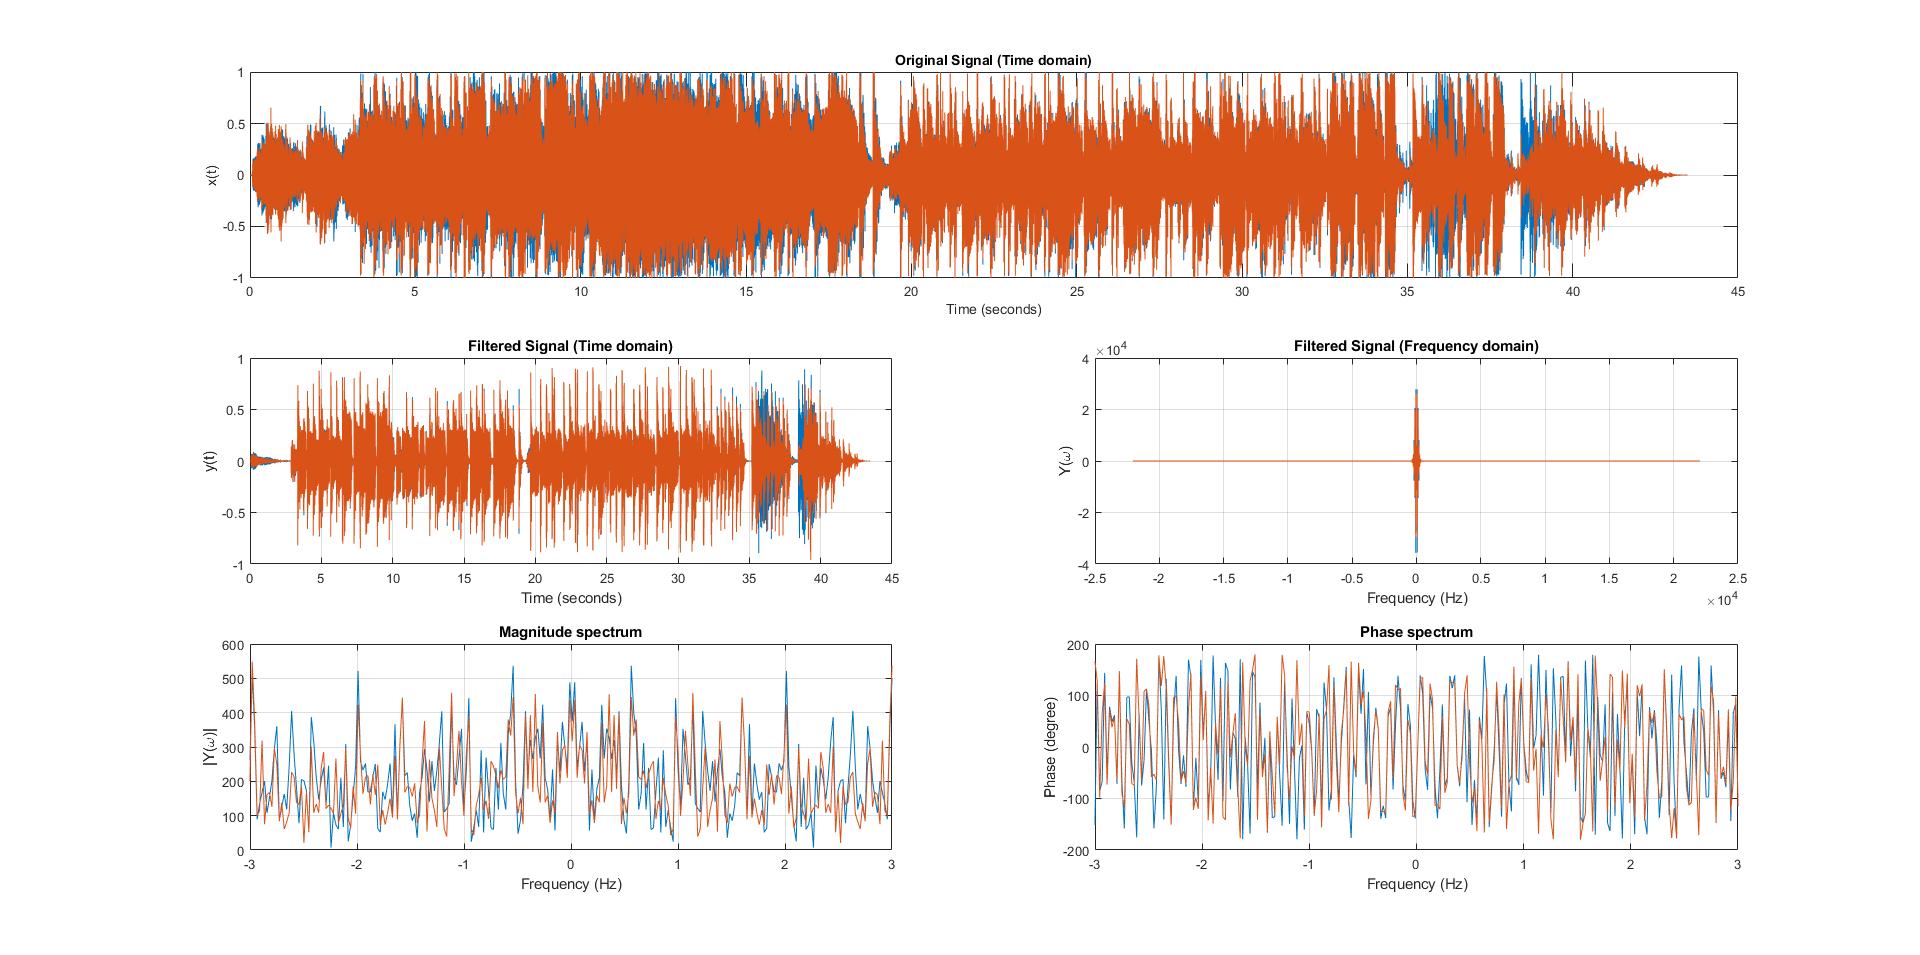 Original Signal (Time domain)
1
0.5
0
-0.5
-1
x(t)
0 5 10 15 20 25 30 35 40 45
Time (seconds)
Filtered Signal (Time domain)
1
0.5
0
-0.5
-1
y(t)
0 5 10 15 20 25 30 35 40 45
Time (seconds)
Filtered Signal (Frequency domain)
×10⁴
4
2
0
-2
-4
Y(ω)
-2.5 -2 -1.5 -1 -0.5 0 0.5 1 1.5 2 2.5
Frequency (Hz)
×10⁴
Magnitude spectrum
600
500
400
300
200
100
0
|Y(ω)|
-3 -2 -1 0 1 2 3
Frequency (Hz)
Phase spectrum
200
100
0
-100
-200
Phase (degree)
-3 -2 -1 0 1 2 3
Frequency (Hz)